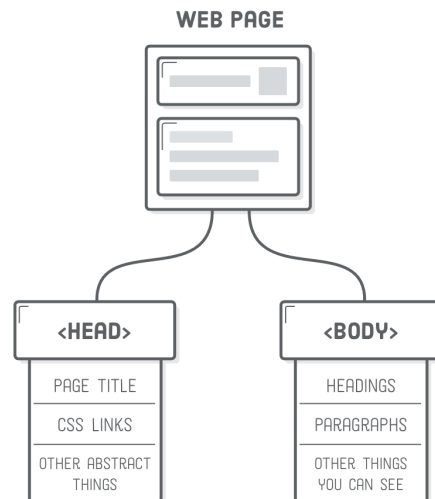 WEB PAGE
<HEAD>
PAGE TITLE
CSS LINKS
OTHER ABSTRACT
THINGS
<BODY>
HEADINGS
PARAGRAPHS
OTHER THINGS
YOU CAN SEE